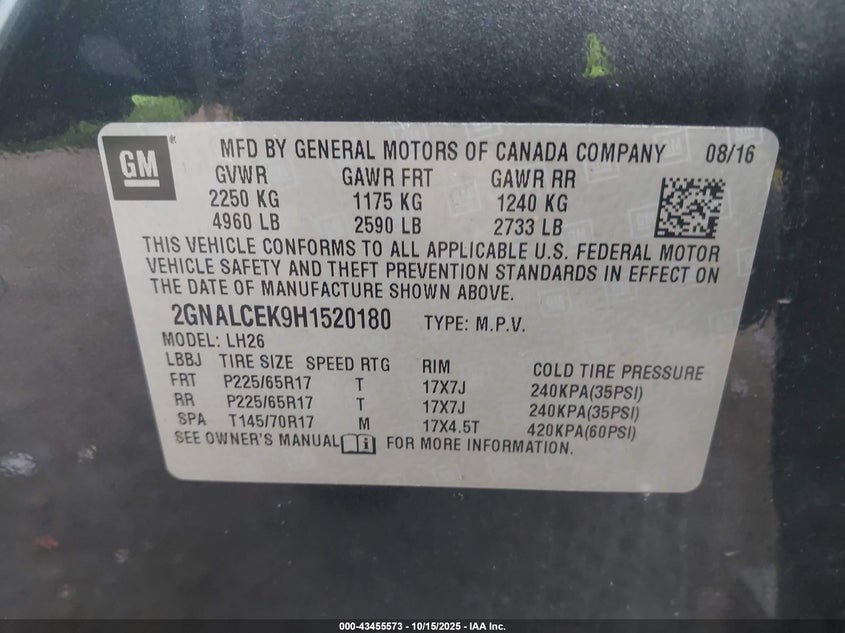 GM ® MFD BY GENERAL MOTORS OF CANADA COMPANY 08/16
GVWR GAWR FRT GAWR RR
2250 KG 1175 KG 1240 KG
4960 LB 2590 LB 2733 LB
THIS VEHICLE CONFORMS TO ALL APPLICABLE U.S. FEDERAL MOTOR
VEHICLE SAFETY AND THEFT PREVENTION STANDARDS IN EFFECT ON
THE DATE OF MANUFACTURE SHOWN ABOVE.
2GNALCEK9H1520180 TYPE: M.P.V.
MODEL: LH26
LBBJ TIRE SIZE SPEED RTG RIM COLD TIRE PRESSURE
FRT P225/65R17 T 17X7J 240KPA(35PSI)
RR P225/65R17 T 17X7J 240KPA(35PSI)
SPA T145/70R17 M 17X4.5T 420KPA(60PSI)
SEE OWNER'S MANUAL i FOR MORE INFORMATION.
000-43455573 - 10/15/2025 - IAA Inc.